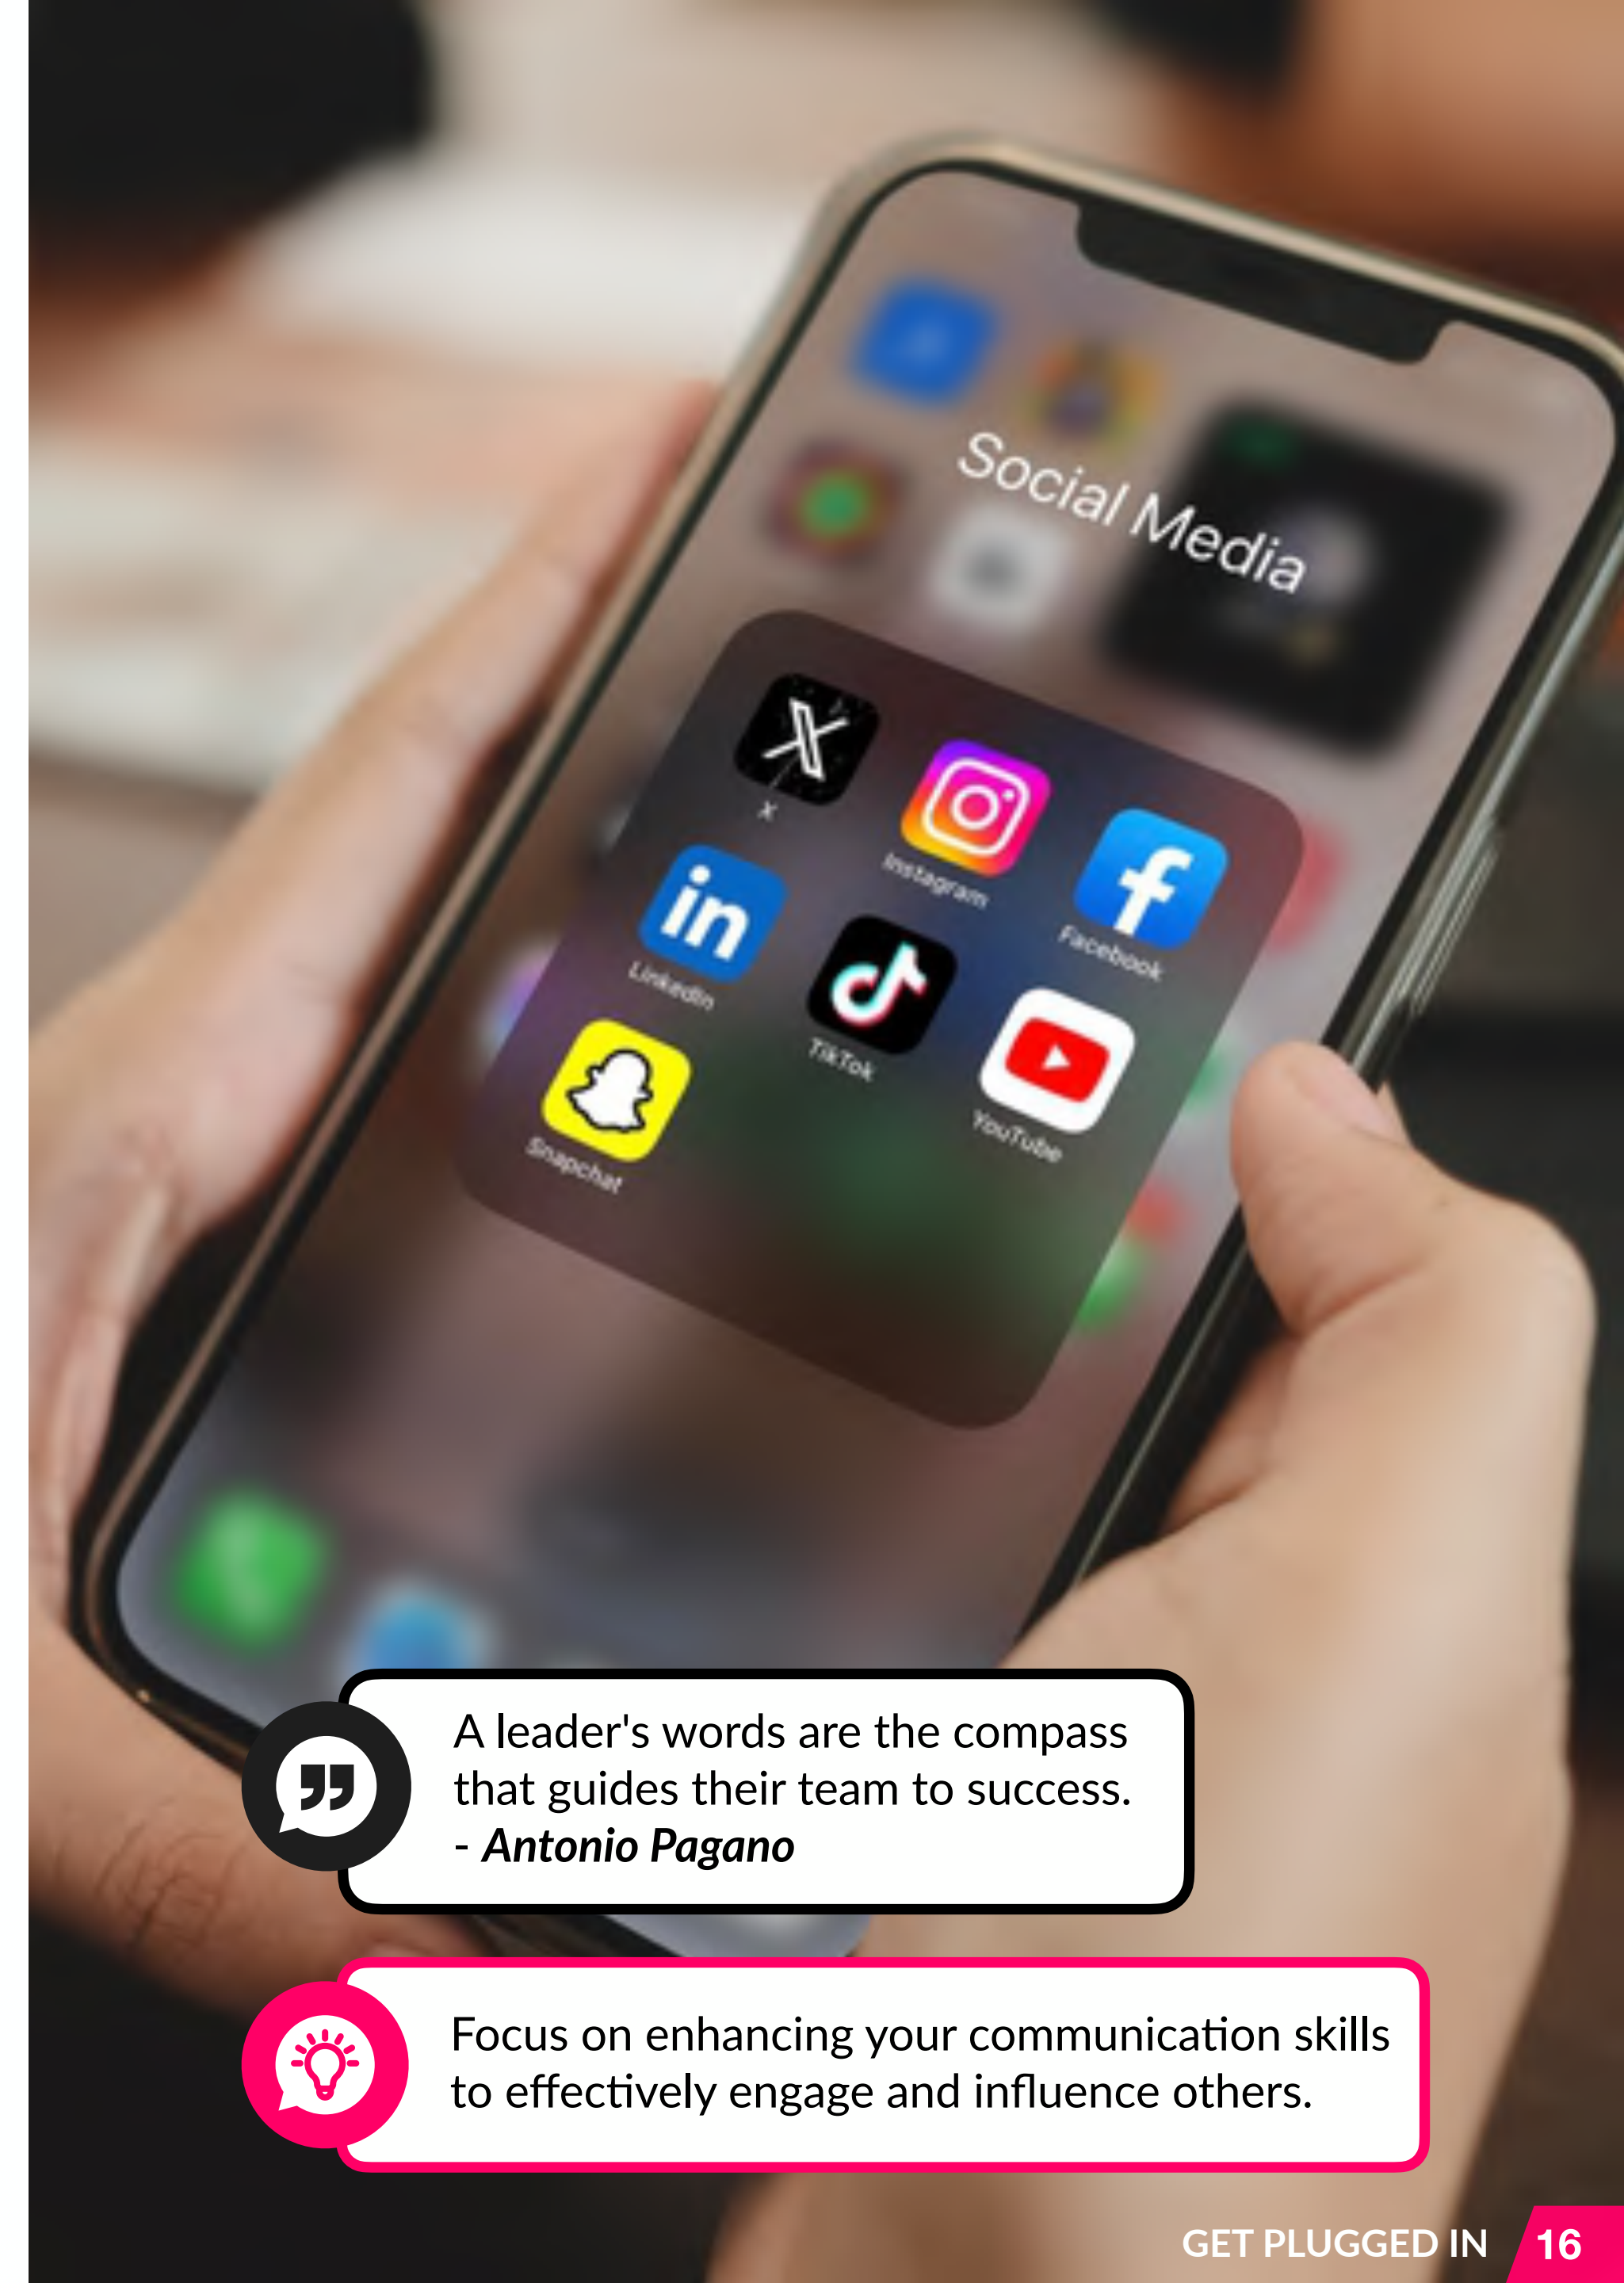 Social Media
X
Instagram
Facebook
LinkedIn
TikTok
YouTube
Snapchat
A leader's words are the compass
that guides their team to success.
- Antonio Pagano
Focus on enhancing your communication skills
to effectively engage and influence others.
GET PLUGGED IN 16